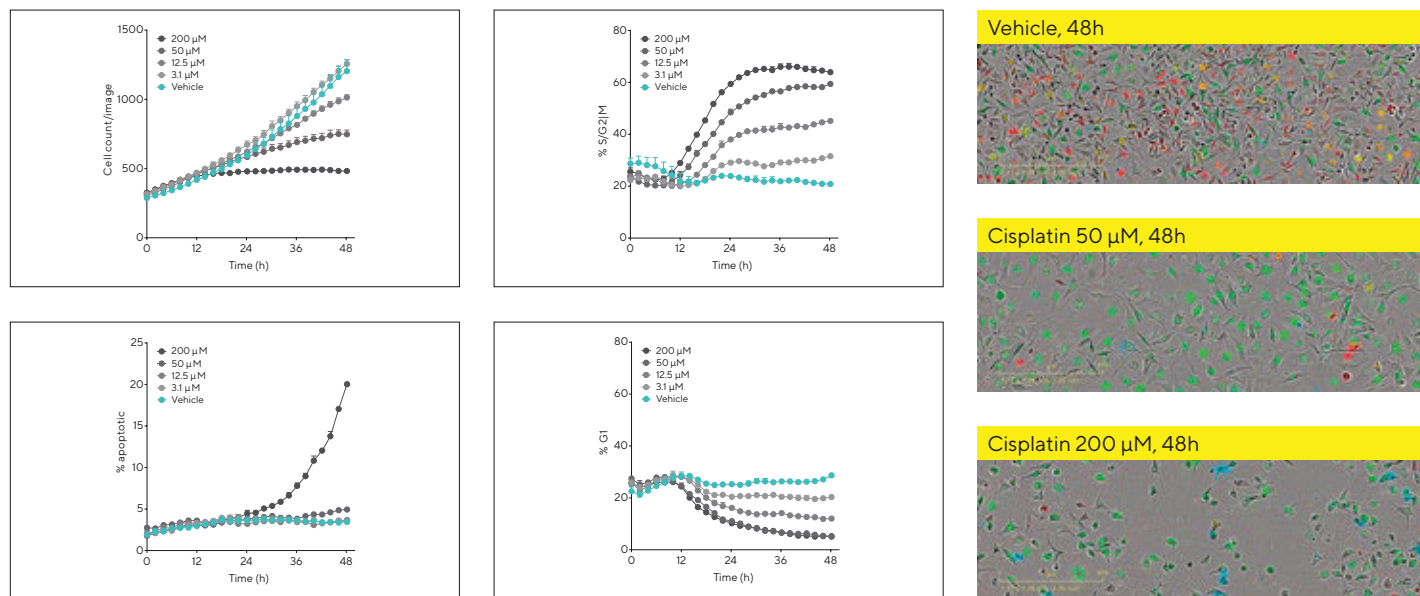 1500
1000
500
0
Cell count/image
200 µM
50 µM
12.5 µM
3.1 µM
Vehicle
0 12 24 36 48
Time (h)
80
60
40
20
0
% S/G2|M
200 µM
50 µM
12.5 µM
3.1 µM
Vehicle
0 12 24 36 48
Time (h)
Vehicle, 48h
Cisplatin 50 µM, 48h
25
20
15
10
5
0
% apoptotic
200 µM
50 µM
12.5 µM
3.1 µM
Vehicle
0 12 24 36 48
Time (h)
80
60
40
20
0
% G1
200 µM
50 µM
12.5 µM
3.1 µM
Vehicle
0 12 24 36 48
Time (h)
Cisplatin 200 µM, 48h